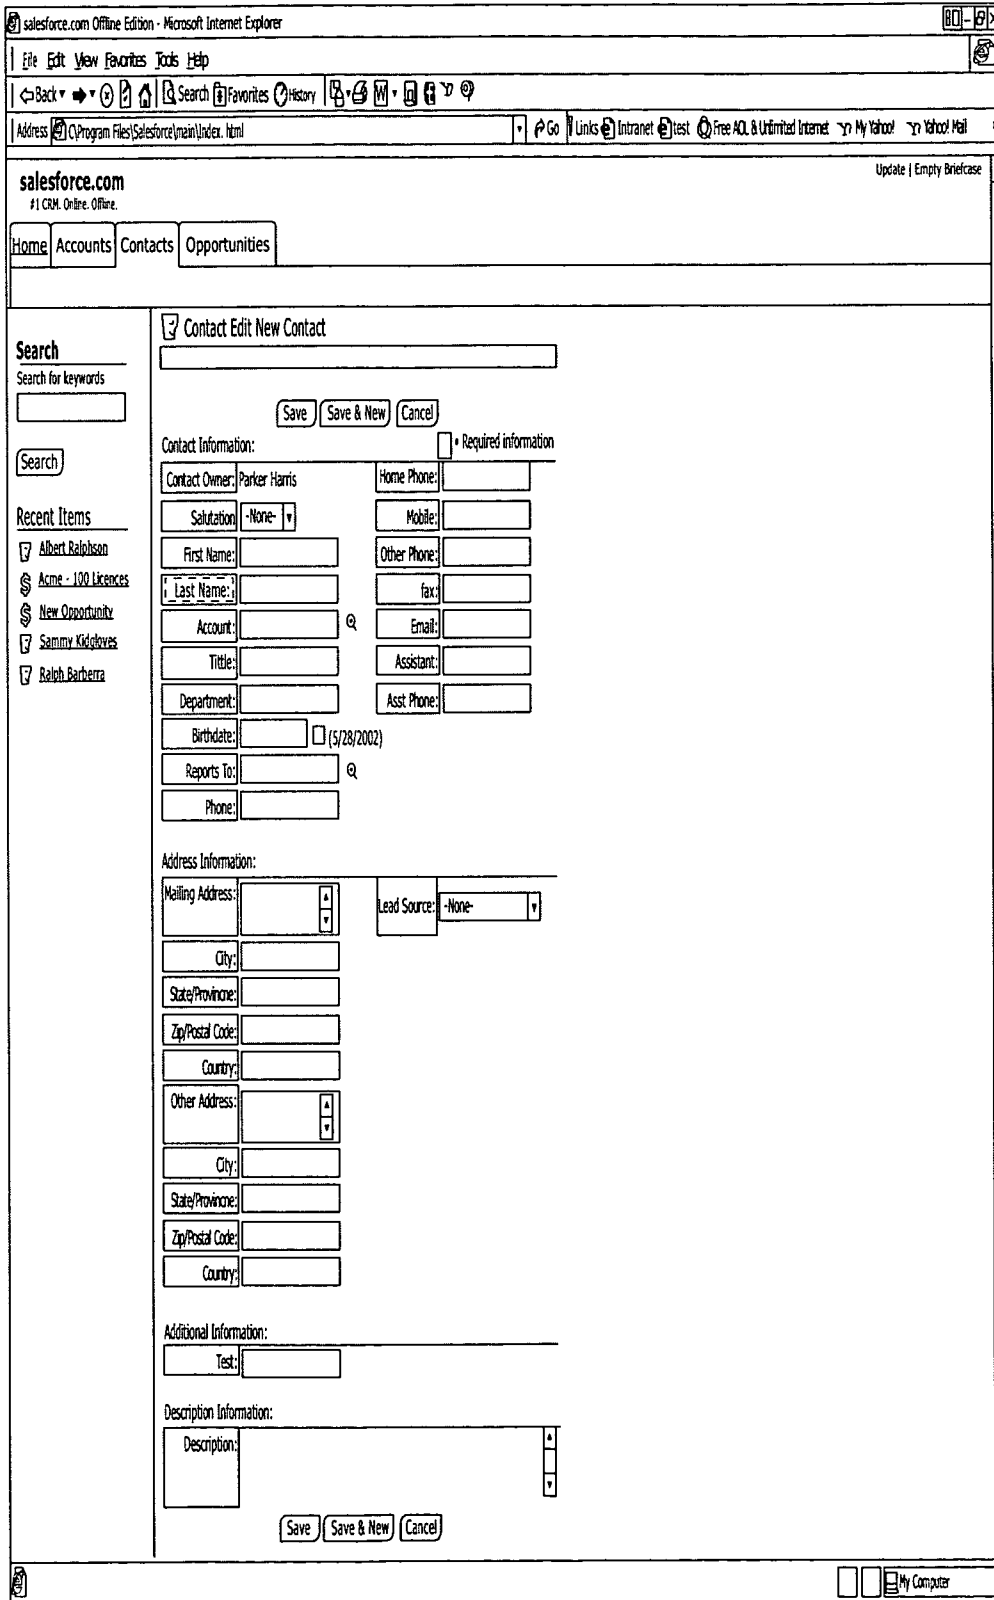 salesforce.com Offline Edition - Microsoft Internet Explorer
File Edit View Favorites Tools Help
Back Search Favorites History W
Address C\Program Files\Salesforce\main\Index. html Go Links Intranet test Free AOL & Unlimited Internet My Yahoo! Yahoo! Mail
Update | Empty Briefcase
salesforce.com
#1 CRM. Online. Offline.
Home Accounts Contacts Opportunities
Contact Edit New Contact
Search
Search for keywords
Save Save & New Cancel
Contact Information: • Required information
Search
Contact Owner: Parker Harris Home Phone:
Recent Items
Salutation -None- Mobile:
Albert Ralphson
First Name: Other Phone:
Acme - 100 Licences
Last Name: fax:
New Opportunity
Account: Email:
Sammy Kidgloves
Tittle: Assistant:
Ralph Barberra
Department: Asst Phone:
Birthdate: (5/28/2002)
Reports To:
Phone:
Address Information:
Mailing Address: Lead Source: -None-
City:
State/Provincne:
Zip/Postal Code:
Country:
Other Address:
City:
State/Provincne:
Zip/Postal Code:
Country:
Additional Information:
Test:
Description Information:
Description:
Save Save & New Cancel
My Computer